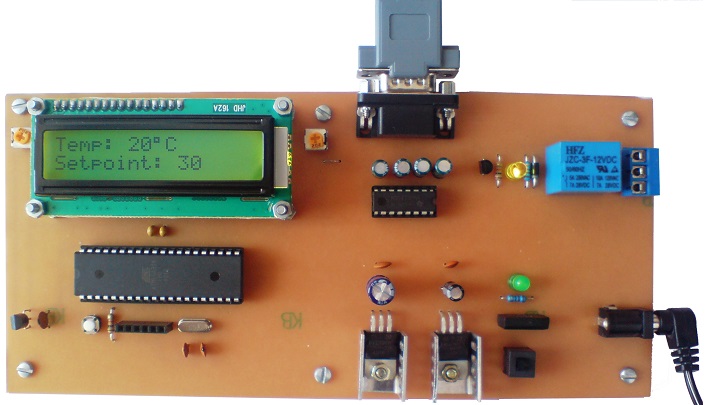 JHD 162A
Temp: 20°C
Setpoint: 30
HFZ
JZC-3F-12VDC
KB